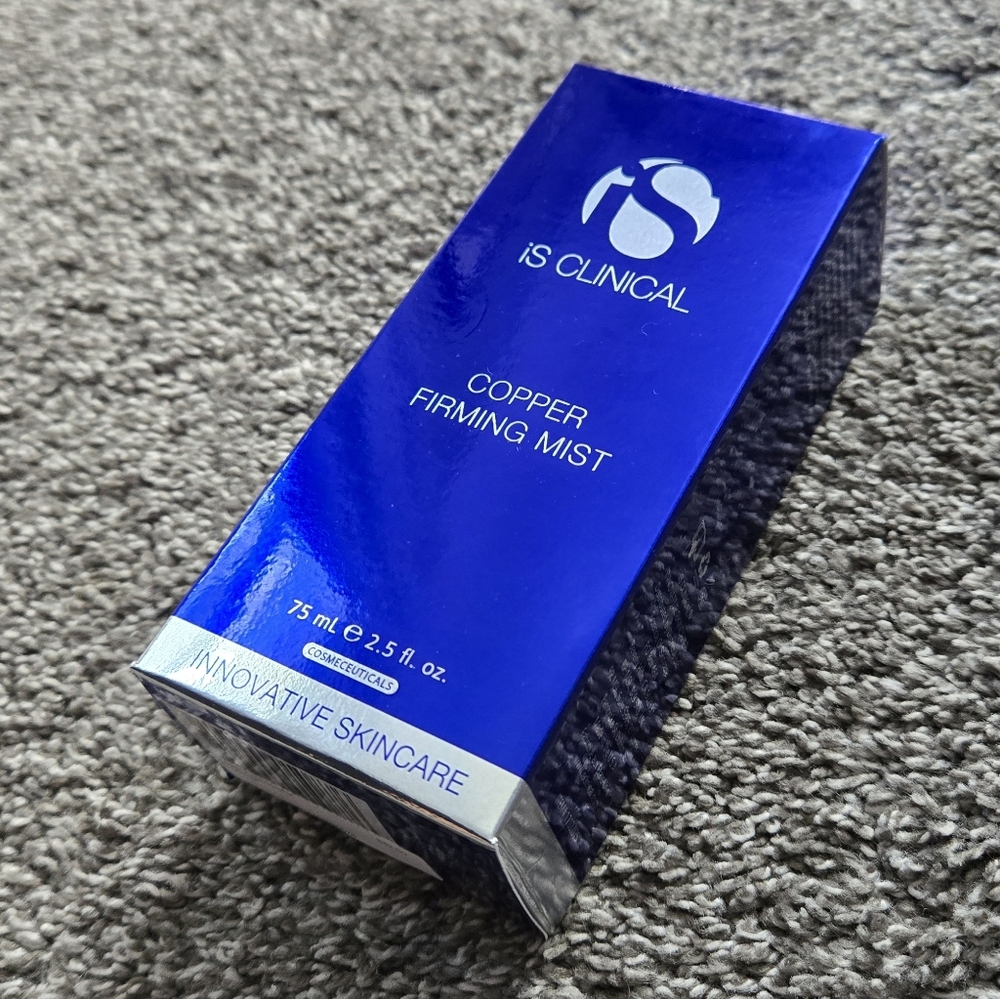 iS
iS CLINICAL
COPPER
FIRMING MIST
75 mL ℮ 2.5 fl. oz.
COSMECEUTICALS
INNOVATIVE SKINCARE